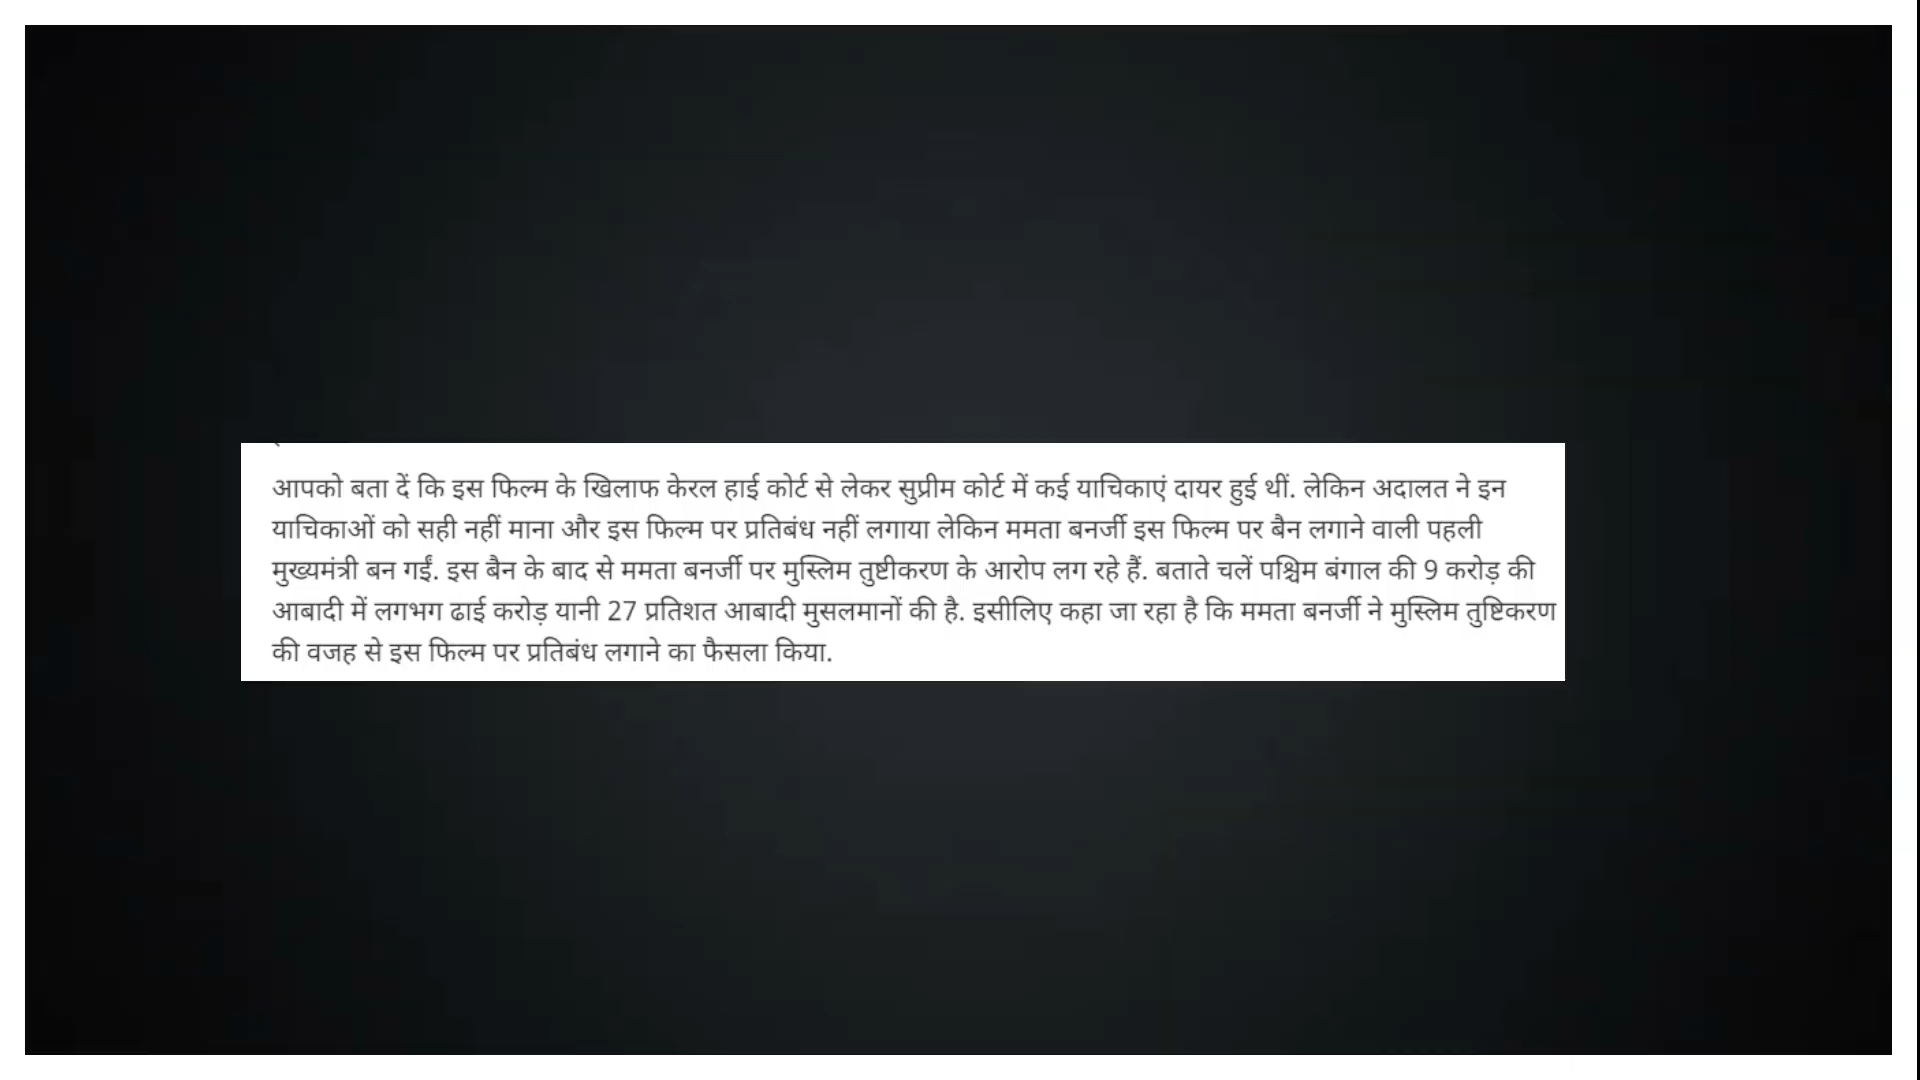 आपको बता दें कि इस फिल्म के खिलाफ केरल हाई कोर्ट से लेकर सुप्रीम कोर्ट में कई याचिकाएं दायर हुई थीं. लेकिन अदालत ने इन
याचिकाओं को सही नहीं माना और इस फिल्म पर प्रतिबंध नहीं लगाया लेकिन ममता बनर्जी इस फिल्म पर बैन लगाने वाली पहली
मुख्यमंत्री बन गईं. इस बैन के बाद से ममता बनर्जी पर मुस्लिम तुष्टीकरण के आरोप लग रहे हैं. बताते चलें पश्चिम बंगाल की 9 करोड़ की
आबादी में लगभग ढाई करोड़ यानी 27 प्रतिशत आबादी मुसलमानों की है. इसीलिए कहा जा रहा है कि ममता बनर्जी ने मुस्लिम तुष्टिकरण
की वजह से इस फिल्म पर प्रतिबंध लगाने का फैसला किया.